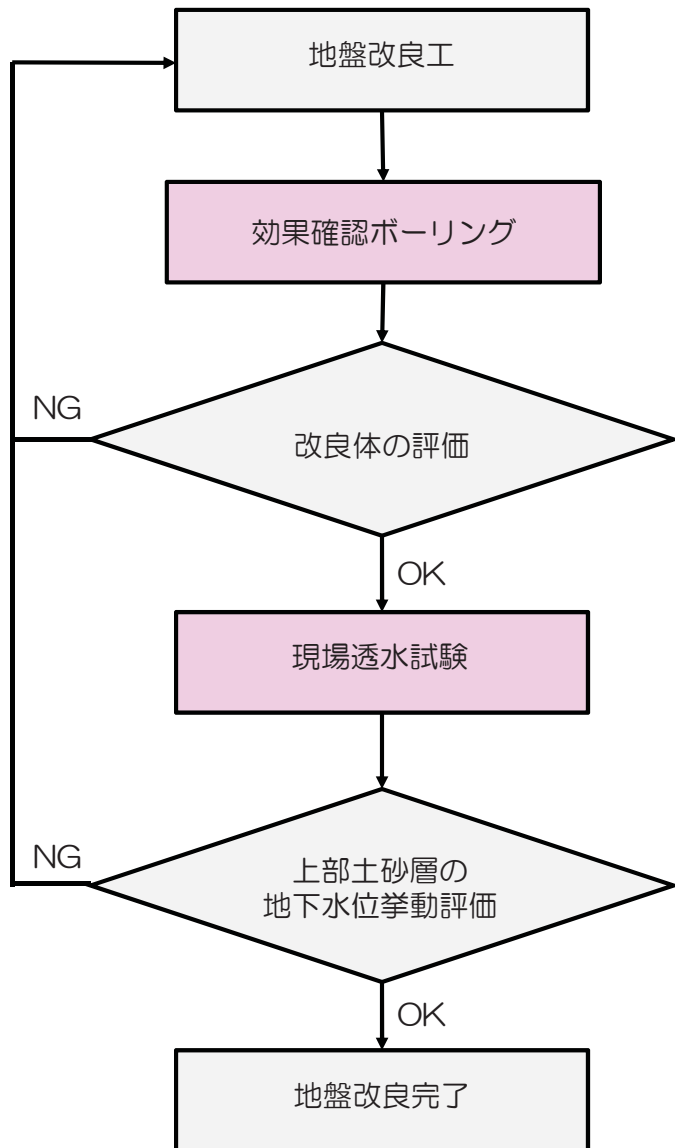 地盤改良工
効果確認ボーリング
NG
改良体の評価
OK
現場透水試験
NG
上部土砂層の
地下水位挙動評価
OK
地盤改良完了